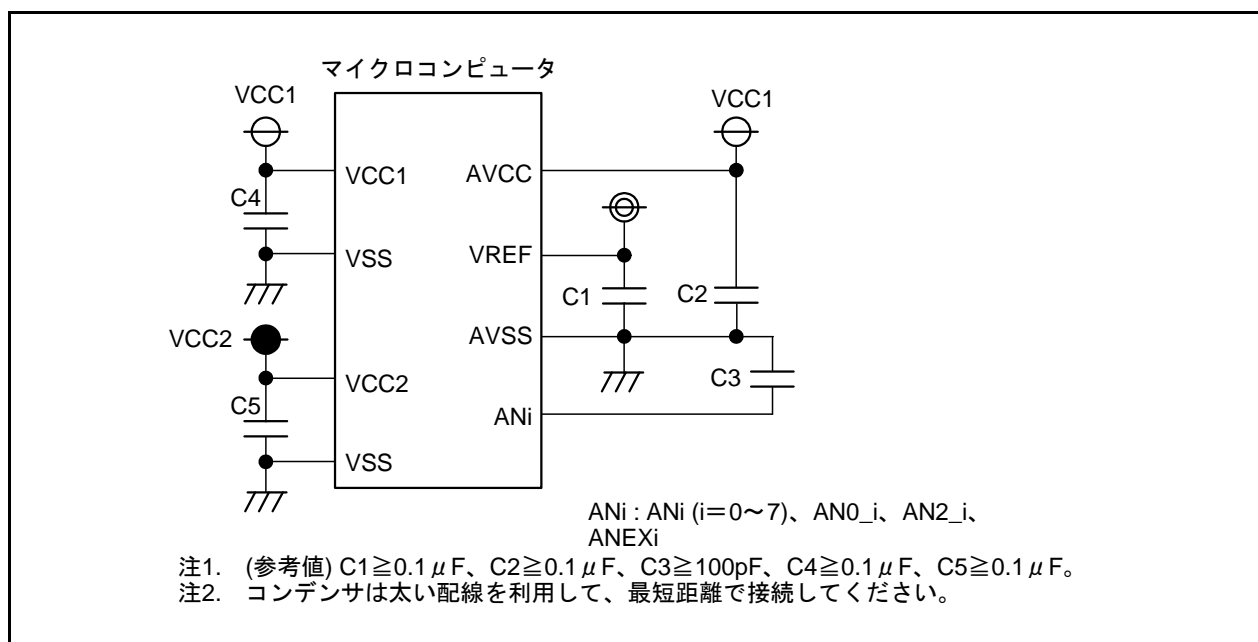 マイクロコンピュータ
VCC1
VCC1
VCC1
AVCC
C4
VSS
VREF
C1
C2
VCC2
AVSS
VCC2
C3
C5
ANi
VSS
ANi : ANi (i=0～7)、AN0_i、AN2_i、
ANEXi
注1. (参考値) C1≧0.1μF、C2≧0.1μF、C3≧100pF、C4≧0.1μF、C5≧0.1μF。
注2. コンデンサは太い配線を利用して、最短距離で接続してください。